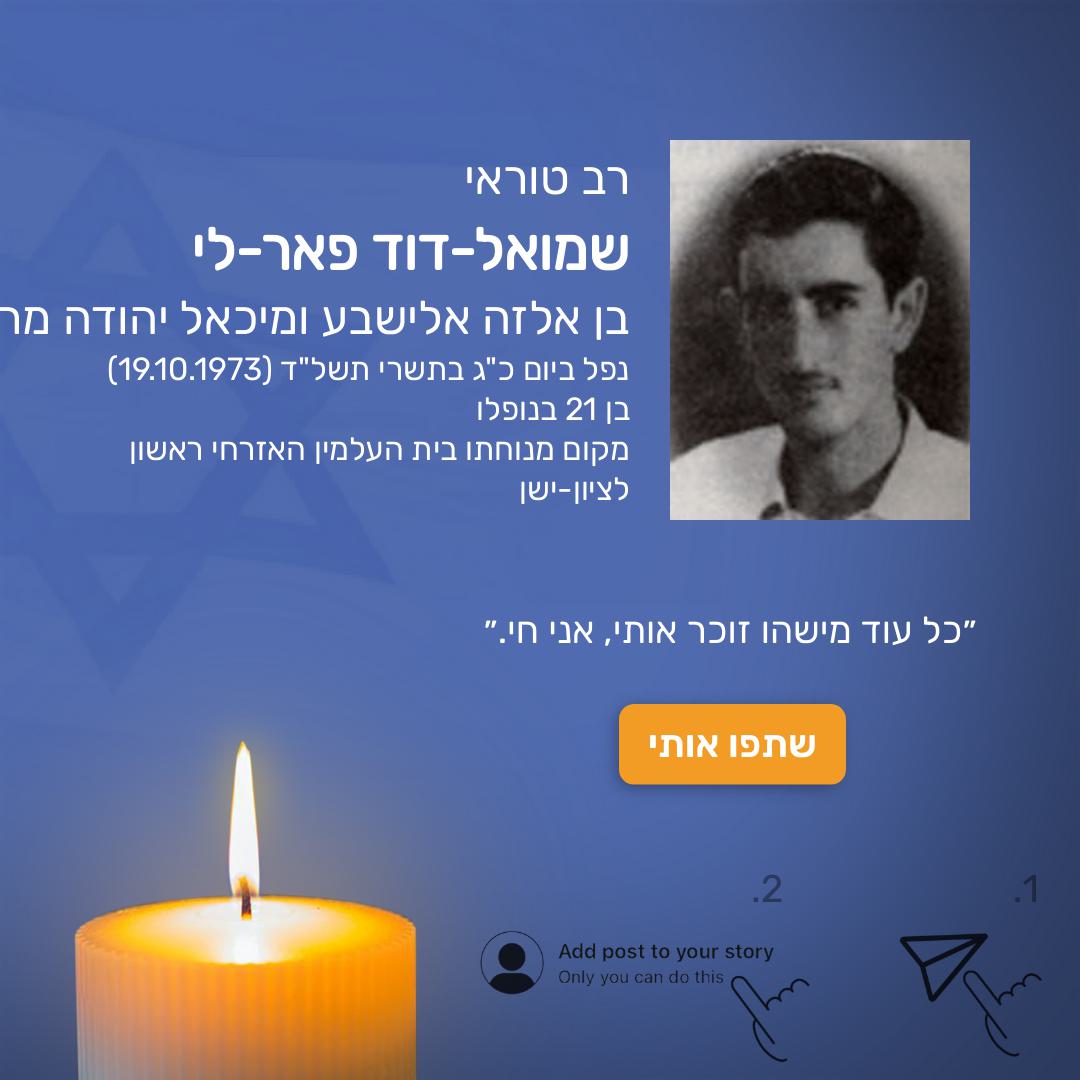 רב טוראי
שמואל-דוד פאר-לי
בן אלזה אלישבע ומיכאל יהודה
נפל ביום כ"ג בתשרי תשל"ד (19.10.1973)
בן 21 בנופלו
מקום מנוחתו בית העלמין האזרחי ראשון
לציון-ישן
״כל עוד מישהו זוכר אותי, אני חי.״
שתפו אותי
1.
2.
Add post to your story
Only you can do this